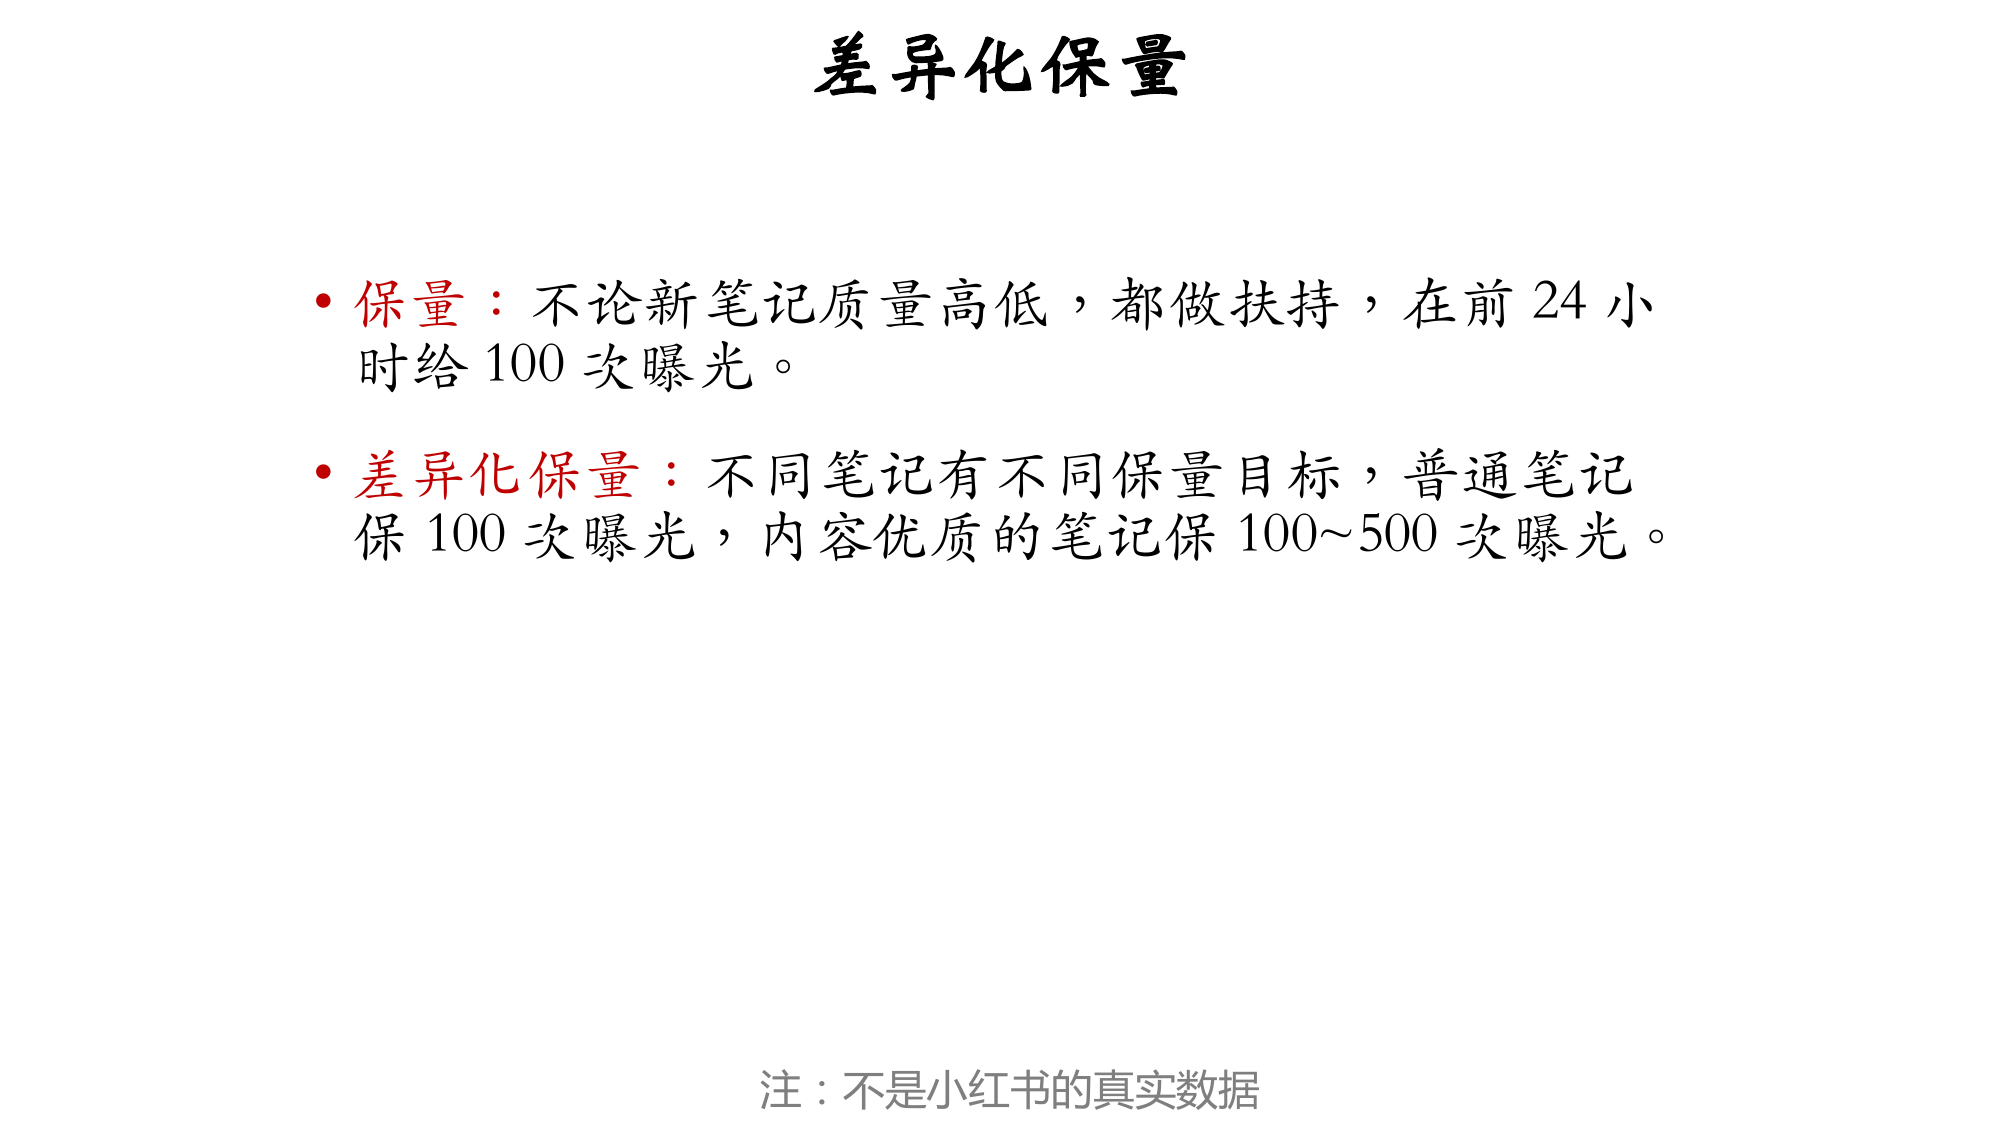 差异化保量
• 保量：不论新笔记质量高低，都做扶持，在前 24 小
时给 100 次曝光。
• 差异化保量：不同笔记有不同保量目标，普通笔记
保 100 次曝光，内容优质的笔记保 100~500 次曝光。
注：不是小红书的真实数据